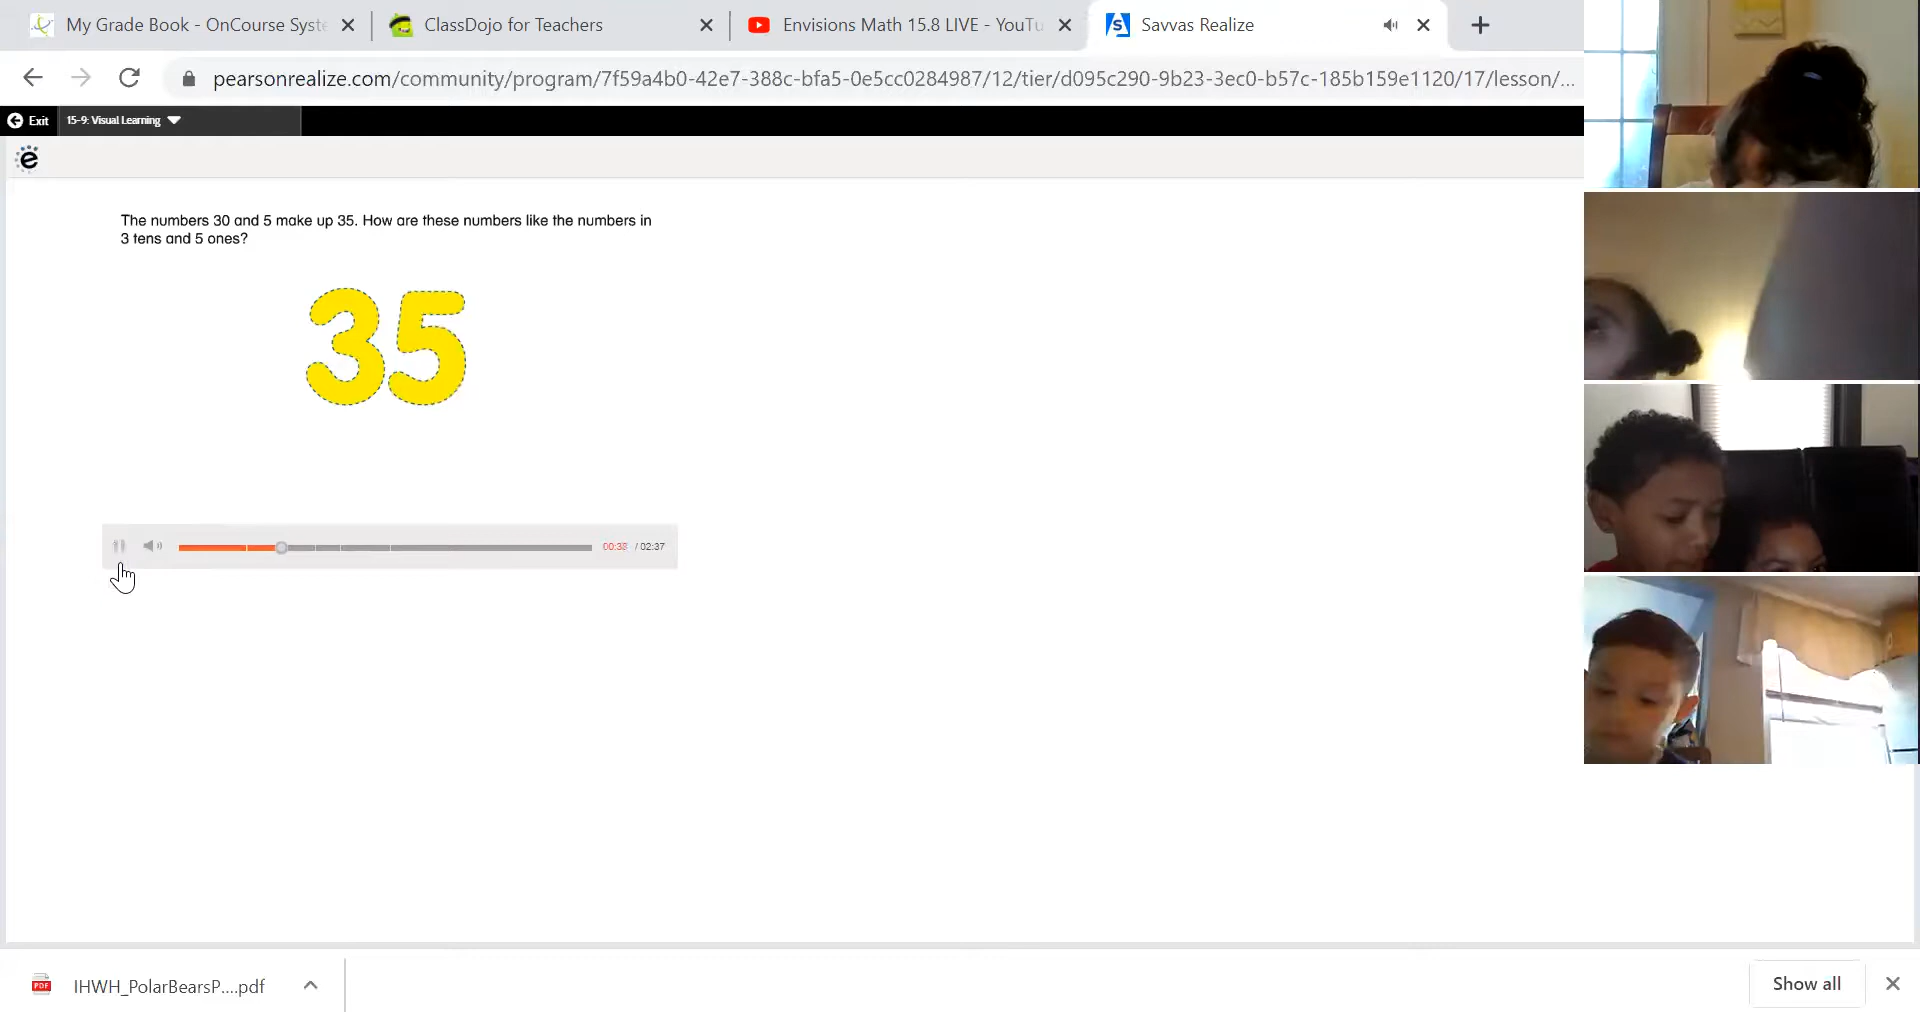 My Grade Book - OnCourse Syste
ClassDojo for Teachers
Envisions Math 15.8 LIVE - YouTu
Savvas Realize
pearsonrealize.com/community/program/7f59a4b0-42e7-388c-bfa5-0e5cc0284987/12/tier/d095c290-9b23-3ec0-b57c-185b159e1120/17/lesson/...
Exit
15-9: Visual Learning
The numbers 30 and 5 make up 35. How are these numbers like the numbers in
3 tens and 5 ones?
35
00:38 / 02:37
IHWH_PolarBearsP....pdf
Show all